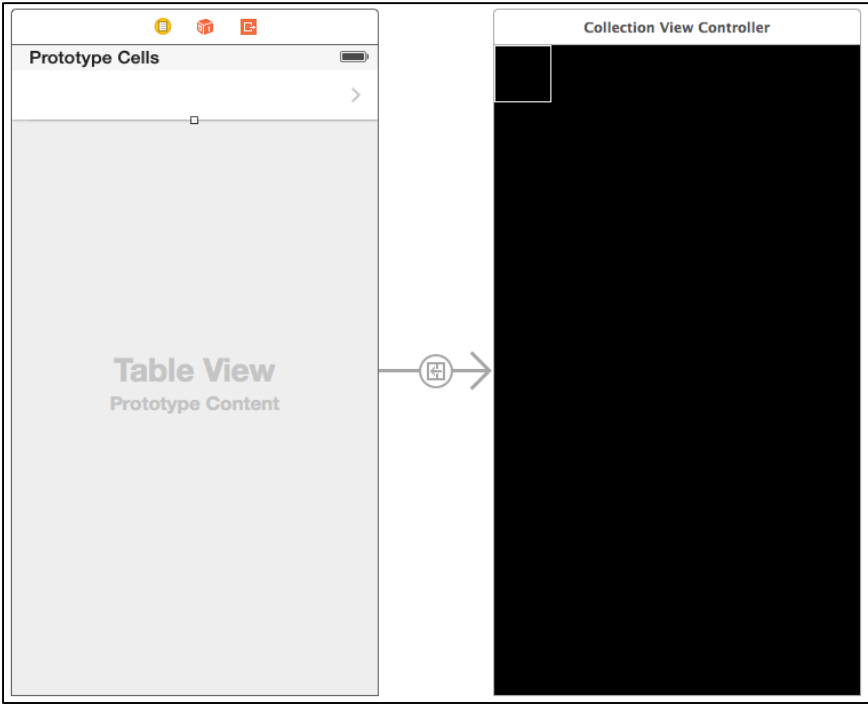 Collection View Controller
Prototype Cells
Table View
Prototype Content